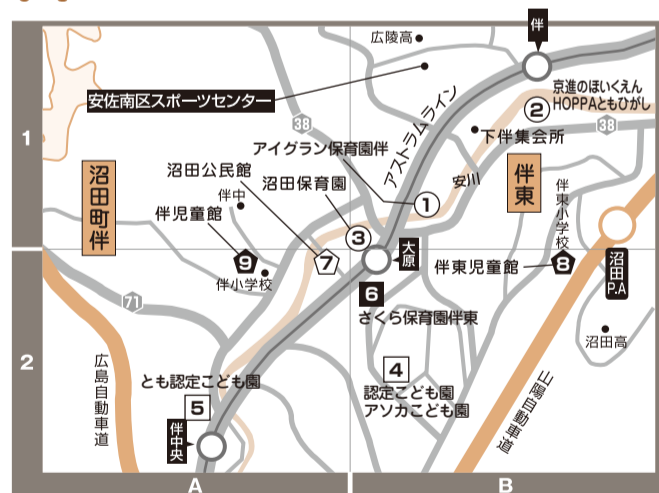 広陵高
伴
安佐南区スポーツセンター
京進のほいくえん
HOPPAともひがし
②
アストラムライン
38
下伴集会所
38
アイグラン保育園伴
1
沼田公民館
沼田保育園
安川
伴東
沼田町伴
伴中
①
伴東小学校
伴児童館
③
大原
9
7
伴東児童館
8
沼田P.A
伴小学校
6
さくら保育園伴東
71
沼田高
2
広島自動車道
4
認定こども園
アソカこども園
山陽自動車道
とも認定こども園
5
伴中央
A
B